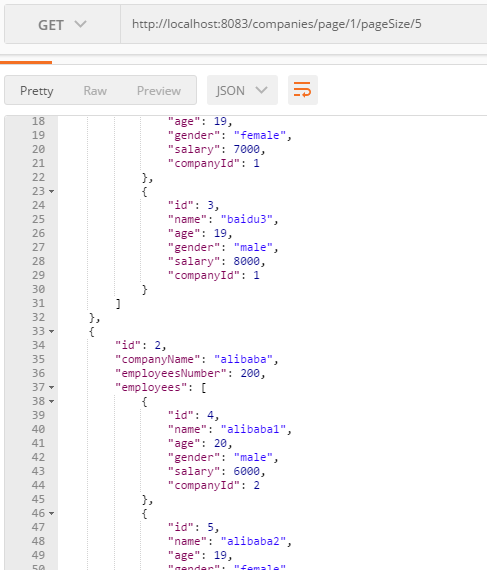 GET http://localhost:8083/companies/page/1/pageSize/5
Pretty Raw Preview JSON
18 "age": 19,
19 "gender": "female",
20 "salary": 7000,
21 "companyId": 1
22 },
23 {
24 "id": 3,
25 "name": "baidu3",
26 "age": 19,
27 "gender": "male",
28 "salary": 8000,
29 "companyId": 1
30 }
31 ]
32 },
33 {
34 "id": 2,
35 "companyName": "alibaba",
36 "employeesNumber": 200,
37 "employees": [
38 {
39 "id": 4,
40 "name": "alibaba1",
41 "age": 20,
42 "gender": "male",
43 "salary": 6000,
44 "companyId": 2
45 },
46 {
47 "id": 5,
48 "name": "alibaba2",
49 "age": 19,
50 "gender": "female",